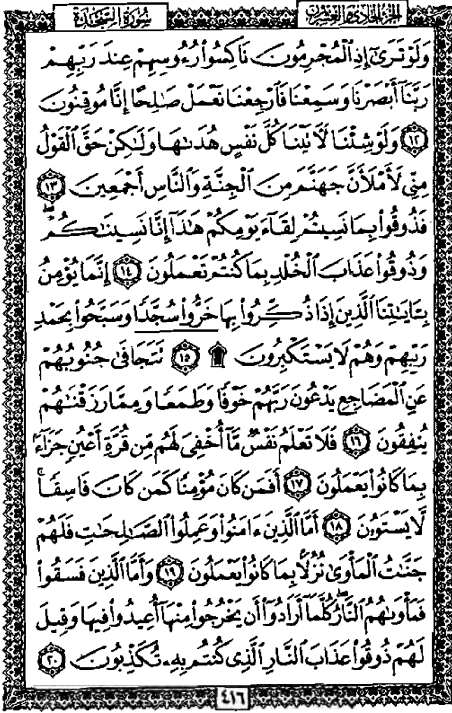 الجزء الحادي والعشرون سورة السجدة
وَلَوْ تَرَىٰٓ إِذِ ٱلْمُجْرِمُونَ نَاكِسُوا۟ رُءُوسِهِمْ عِندَ رَبِّهِمْ
رَبَّنَآ أَبْصَرْنَا وَسَمِعْنَا فَٱرْجِعْنَا نَعْمَلْ صَٰلِحًا إِنَّا مُوقِنُونَ
١٢ وَلَوْ شِئْنَا لَءَاتَيْنَا كُلَّ نَفْسٍ هُدَىٰهَا وَلَٰكِنْ حَقَّ ٱلْقَوْلُ
مِنِّى لَأَمْلَأَنَّ جَهَنَّمَ مِنَ ٱلْجِنَّةِ وَٱلنَّاسِ أَجْمَعِينَ ١٣
فَذُوقُوا۟ بِمَا نَسِيتُمْ لِقَآءَ يَوْمِكُمْ هَٰذَآ إِنَّا نَسِينَٰكُمْ ۖ
وَذُوقُوا۟ عَذَابَ ٱلْخُلْدِ بِمَا كُنتُمْ تَعْمَلُونَ ١٤ إِنَّمَا يُؤْمِنُ
بِـَٔايَٰتِنَا ٱلَّذِينَ إِذَا ذُكِّرُوا۟ بِهَا خَرُّوا۟ سُجَّدًا وَسَبَّحُوا۟ بِحَمْدِ
رَبِّهِمْ وَهُمْ لَا يَسْتَكْبِرُونَ ۩ ١٥ تَتَجَافَىٰ جُنُوبُهُمْ
عَنِ ٱلْمَضَاجِعِ يَدْعُونَ رَبَّهُمْ خَوْفًا وَطَمَعًا وَمِمَّا رَزَقْنَٰهُمْ
يُنفِقُونَ ١٦ فَلَا تَعْلَمُ نَفْسٌ مَّآ أُخْفِىَ لَهُم مِّن قُرَّةِ أَعْيُنٍ جَزَآءًۢ
بِمَا كَانُوا۟ يَعْمَلُونَ ١٧ أَفَمَن كَانَ مُؤْمِنًا كَمَن كَانَ فَاسِقًا ۚ
لَّا يَسْتَوُۥنَ ١٨ أَمَّا ٱلَّذِينَ ءَامَنُوا۟ وَعَمِلُوا۟ ٱلصَّٰلِحَٰتِ فَلَهُمْ
جَنَّٰتُ ٱلْمَأْوَىٰ نُزُلًۢا بِمَا كَانُوا۟ يَعْمَلُونَ ١٩ وَأَمَّا ٱلَّذِينَ فَسَقُوا۟
فَمَأْوَىٰهُمُ ٱلنَّارُ ۖ كُلَّمَآ أَرَادُوٓا۟ أَن يَخْرُجُوا۟ مِنْهَآ أُعِيدُوا۟ فِيهَا وَقِيلَ
لَهُمْ ذُوقُوا۟ عَذَابَ ٱلنَّارِ ٱلَّذِى كُنتُم بِهِۦ تُكَذِّبُونَ ٢٠
٤١٦